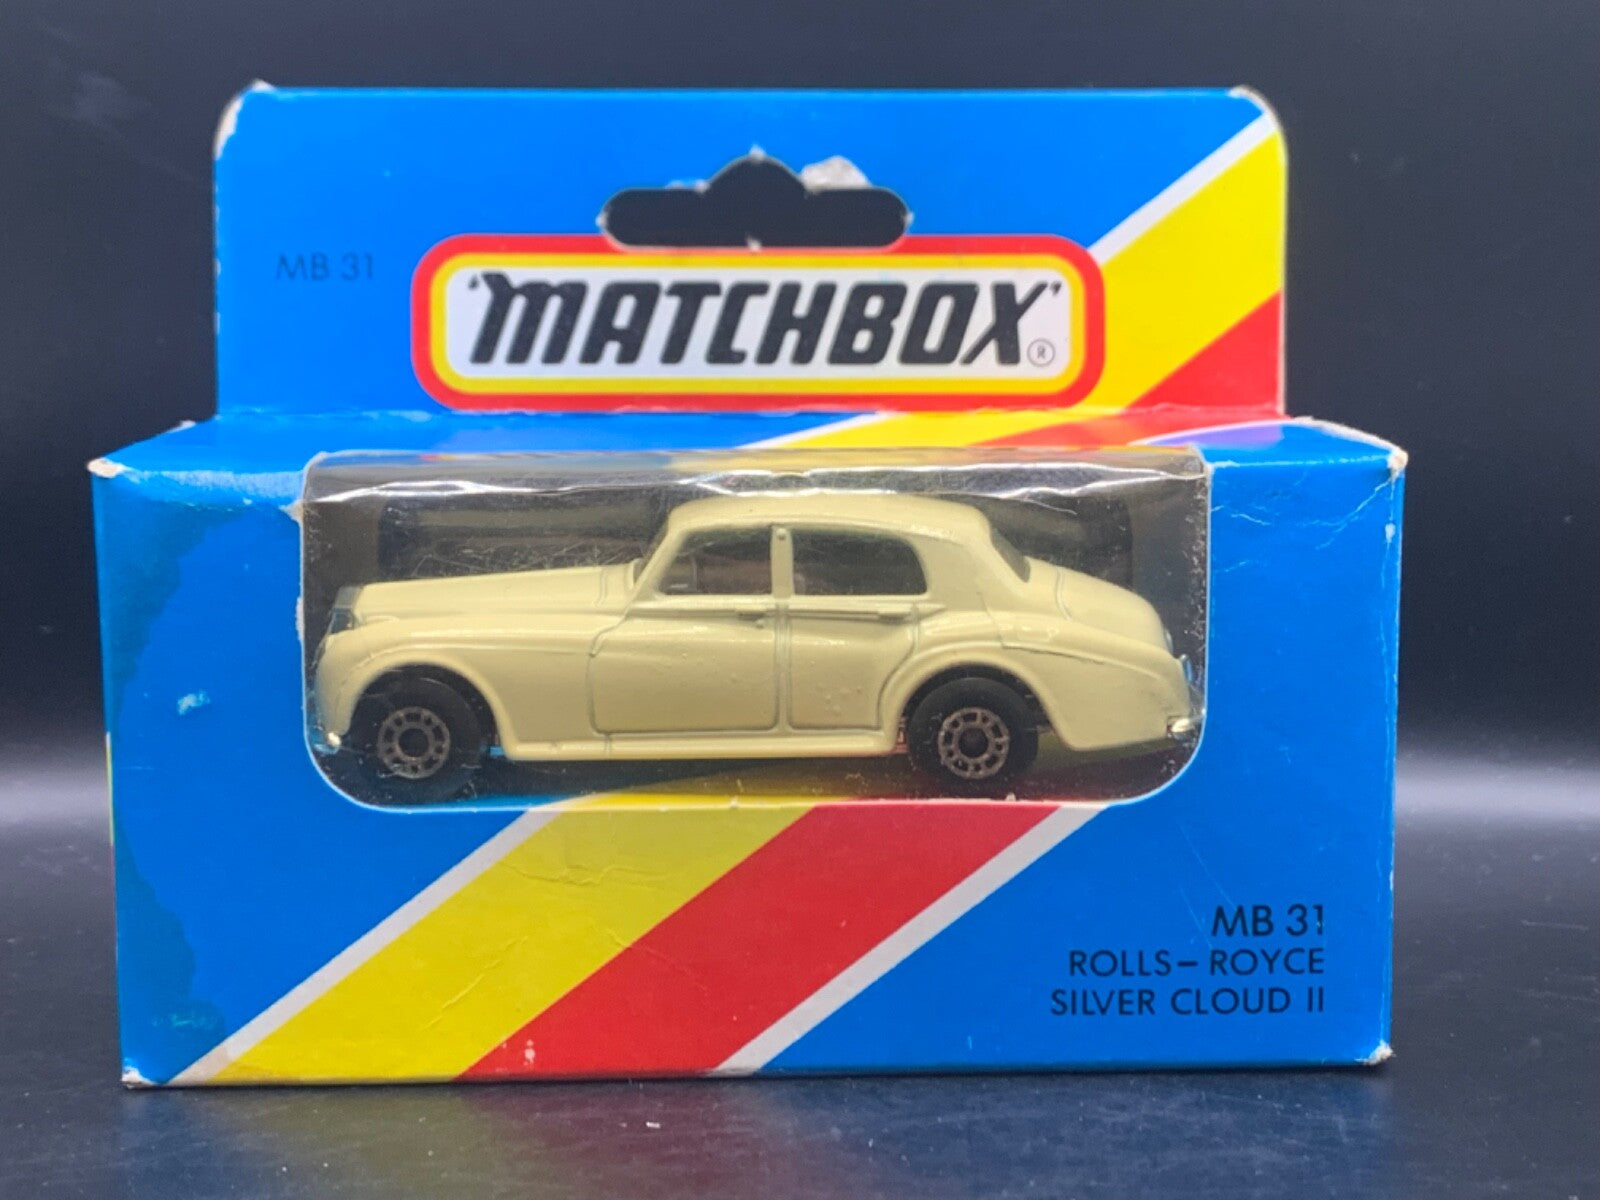 MB 31
'MATCHBOX'®
MB 31
ROLLS-ROYCE
SILVER CLOUD II